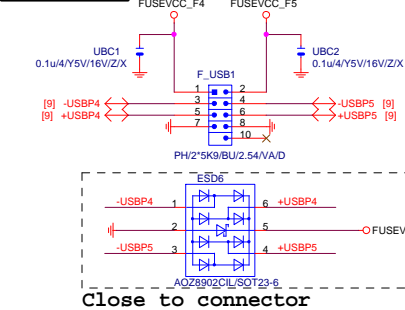 FUSEVCC_F4 FUSEVCC_F5
UBC1 UBC2
0.1u/4/Y5V/16V/Z/X 0.1u/4/Y5V/16V/Z/X
F_USB1
1 2
[9] -USBP4 3 4 -USBP5 [9]
[9] +USBP4 5 6 +USBP5 [9]
7 8
10
PH/2*5K9/BU/2.54/VA/D
ESD6
-USBP4 1 6 +USBP4
2 5 FUSEV
-USBP5 3 4 +USBP5
AOZ8902CIL/SOT23-6
Close to connector